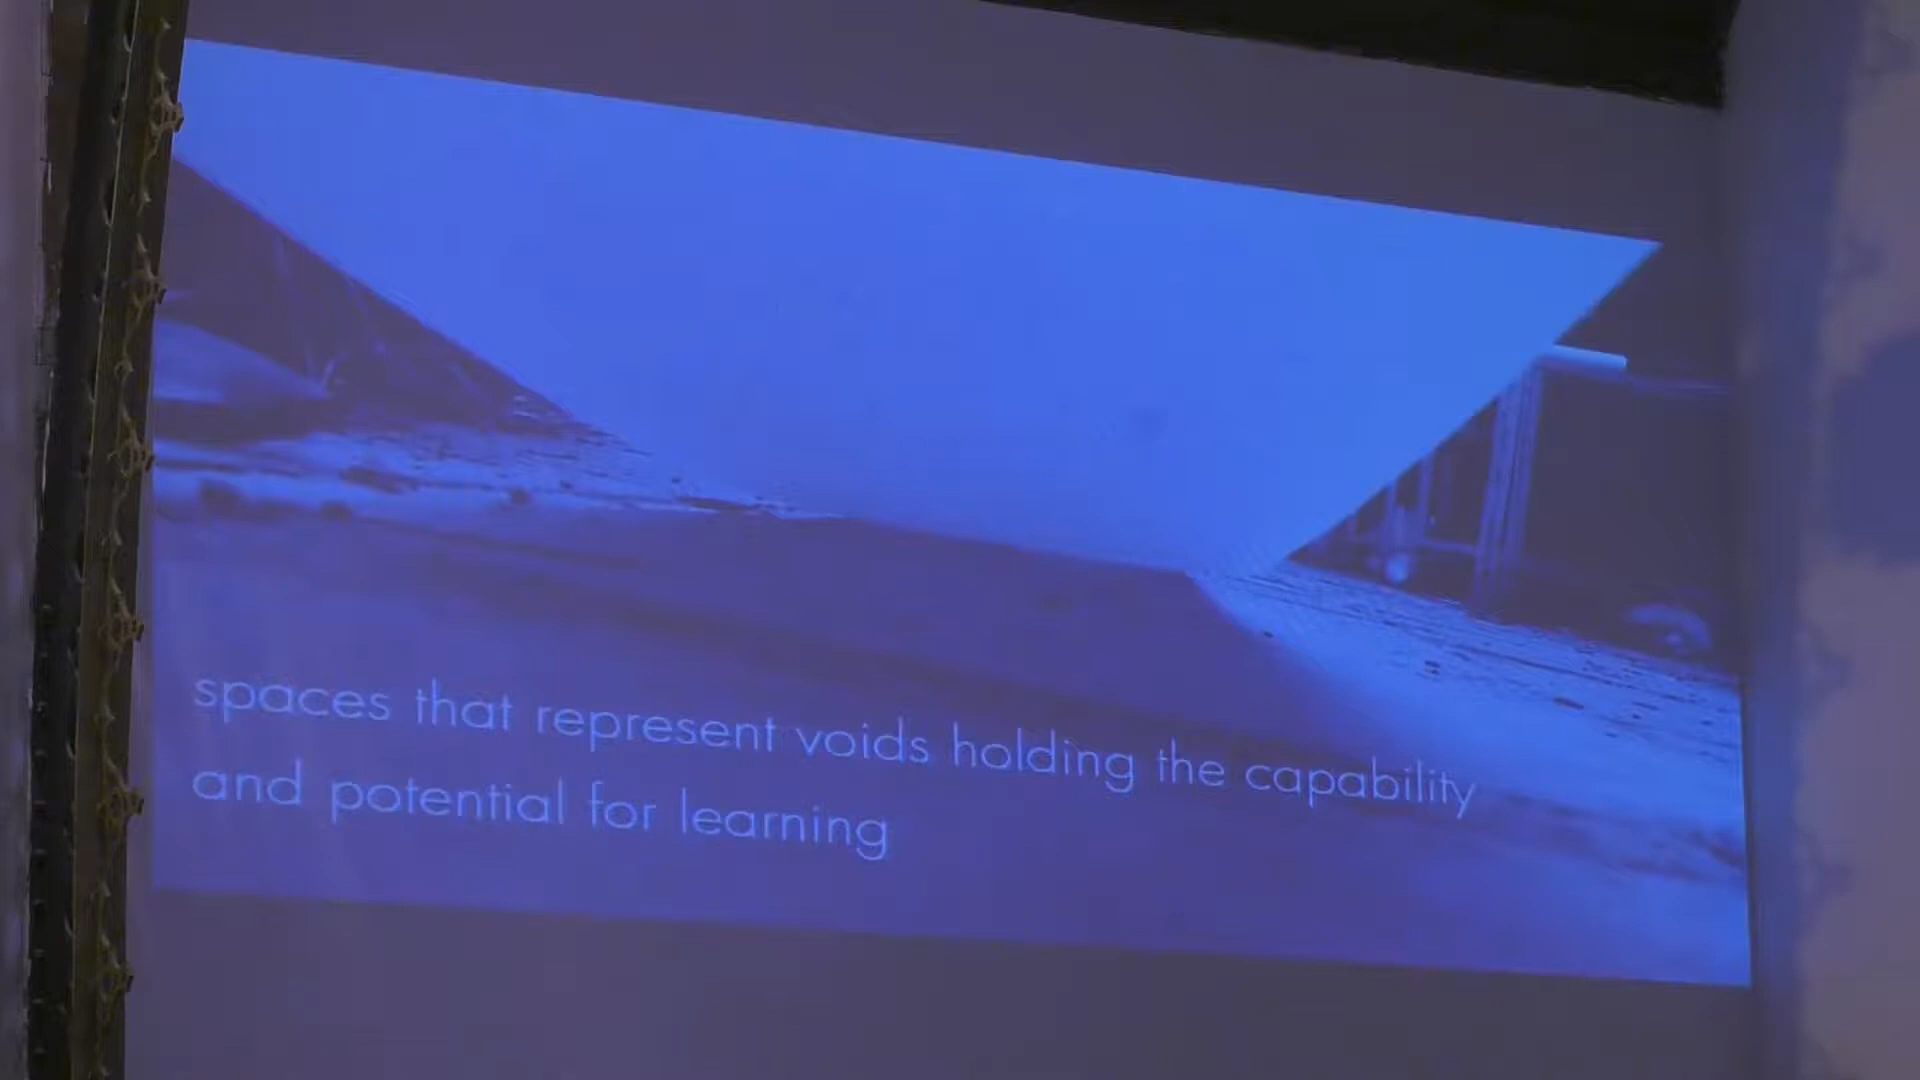 spaces that represent voids holding the capability
and potential for learning